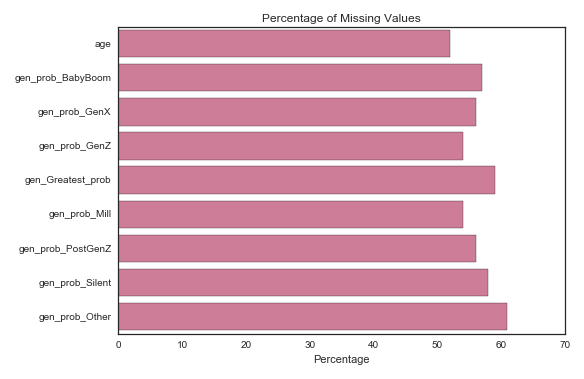 Percentage of Missing Values
age
gen_prob_BabyBoom
gen_prob_GenX
gen_prob_GenZ
gen_Greatest_prob
gen_prob_Mill
gen_prob_PostGenZ
gen_prob_Silent
gen_prob_Other
0 10 20 30 40 50 60 70
Percentage